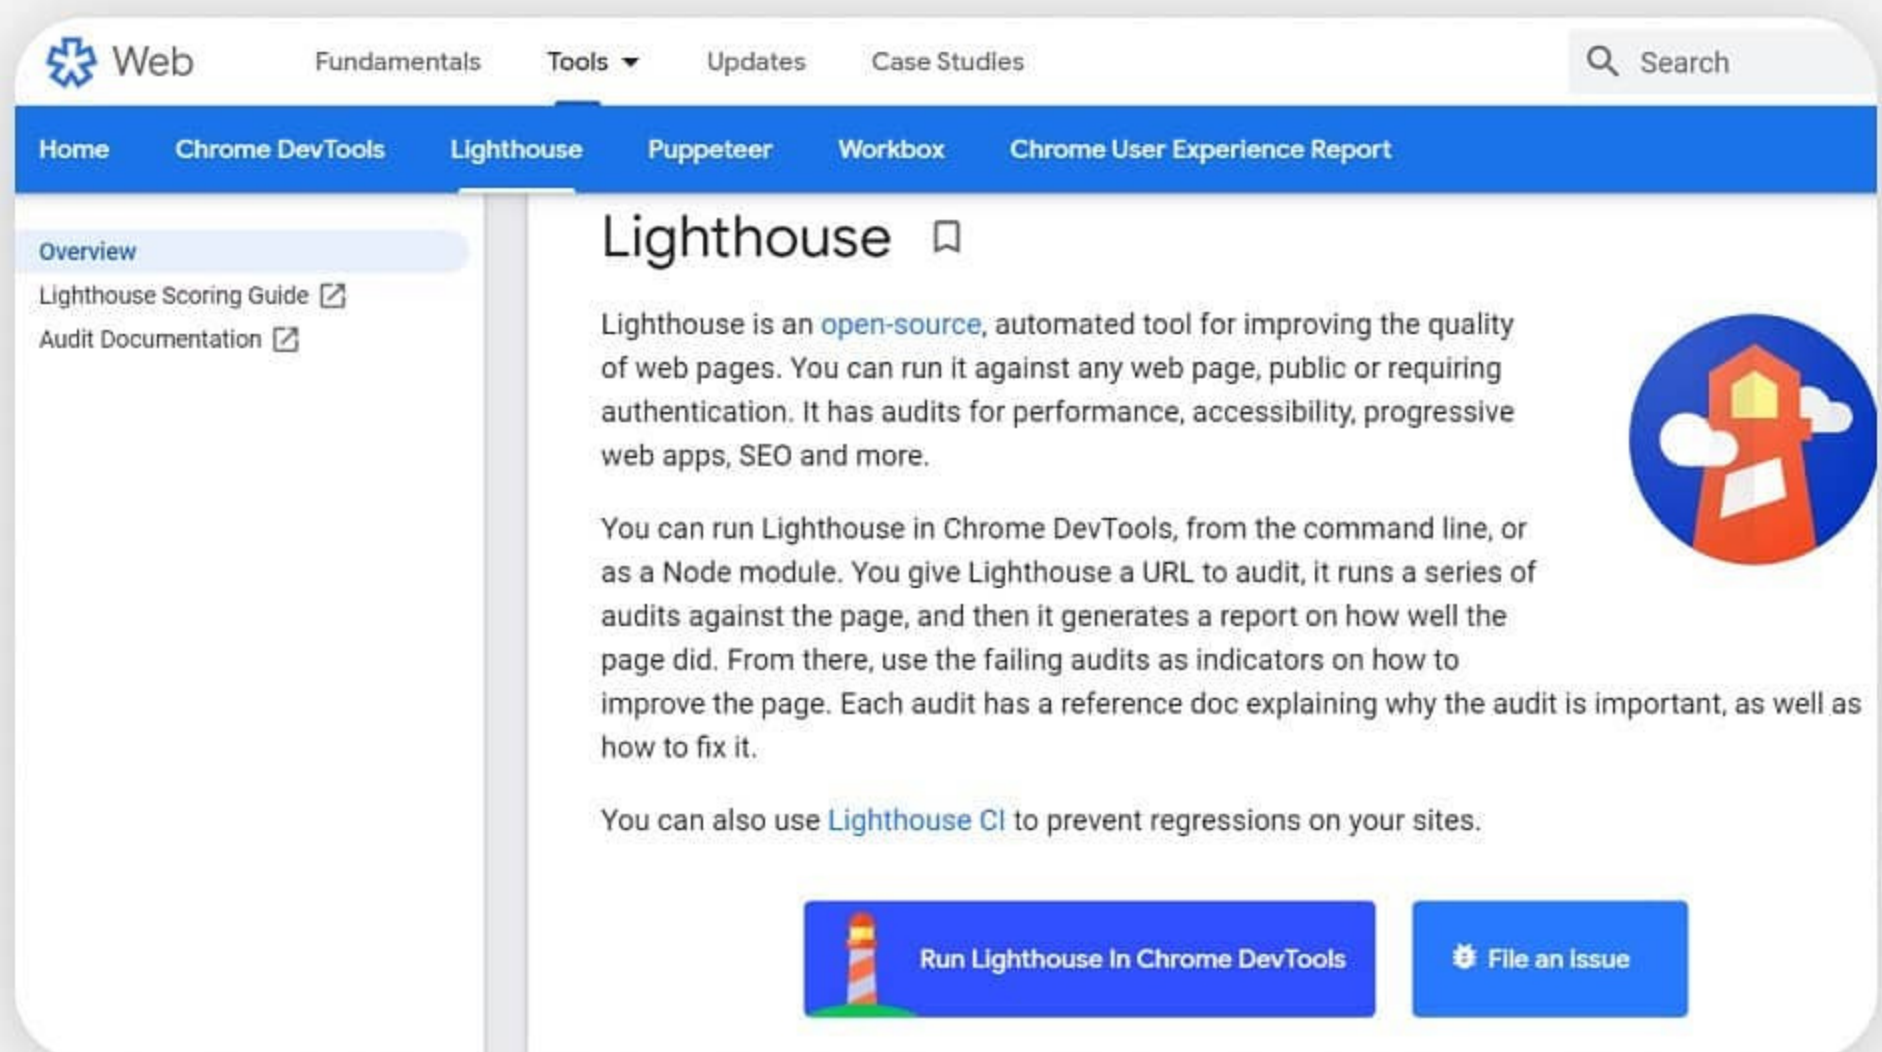 Web
Fundamentals
Tools
Updates
Case Studies
Search
Home
Chrome DevTools
Lighthouse
Puppeteer
Workbox
Chrome User Experience Report
Overview
Lighthouse Scoring Guide
Audit Documentation
Lighthouse
Lighthouse is an open-source, automated tool for improving the quality
of web pages. You can run it against any web page, public or requiring
authentication. It has audits for performance, accessibility, progressive
web apps, SEO and more.
You can run Lighthouse in Chrome DevTools, from the command line, or
as a Node module. You give Lighthouse a URL to audit, it runs a series of
audits against the page, and then it generates a report on how well the
page did. From there, use the failing audits as indicators on how to
improve the page. Each audit has a reference doc explaining why the audit is important, as well as
how to fix it.
You can also use Lighthouse CI to prevent regressions on your sites.
Run Lighthouse In Chrome DevTools
File an Issue